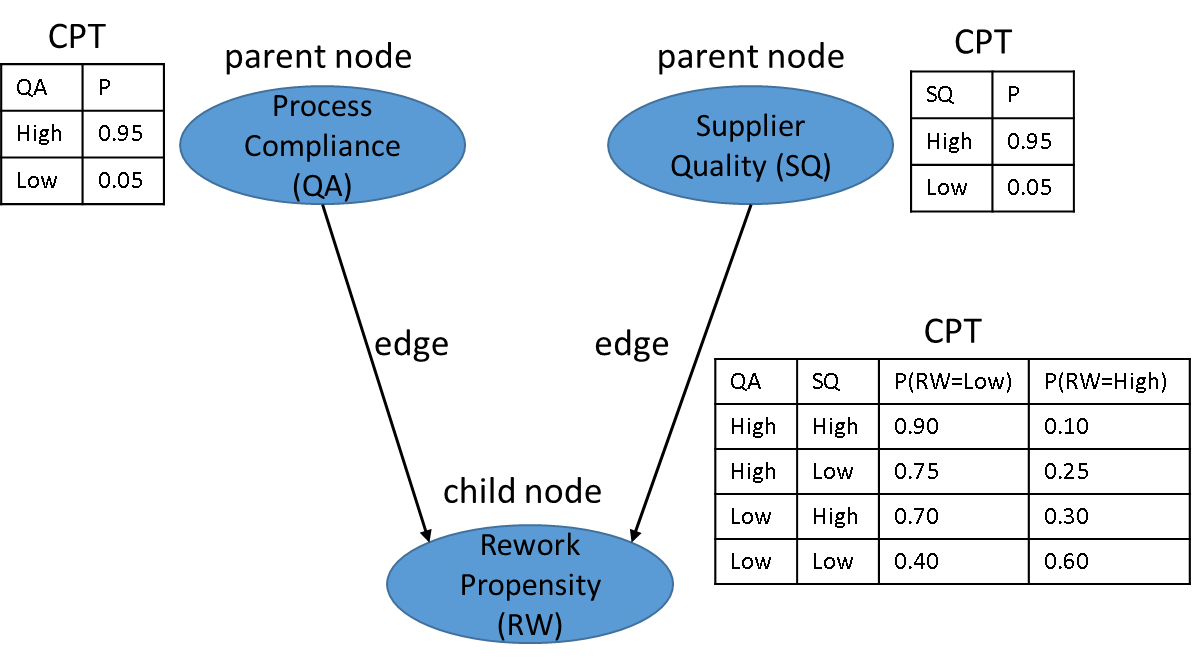 CPT
QA P
High 0.95
Low 0.05
parent node
Process
Compliance
(QA)
parent node
Supplier
Quality (SQ)
CPT
SQ P
High 0.95
Low 0.05
edge
edge
CPT
QA SQ P(RW=Low) P(RW=High)
High High 0.90 0.10
High Low 0.75 0.25
Low High 0.70 0.30
Low Low 0.40 0.60
child node
Rework
Propensity
(RW)